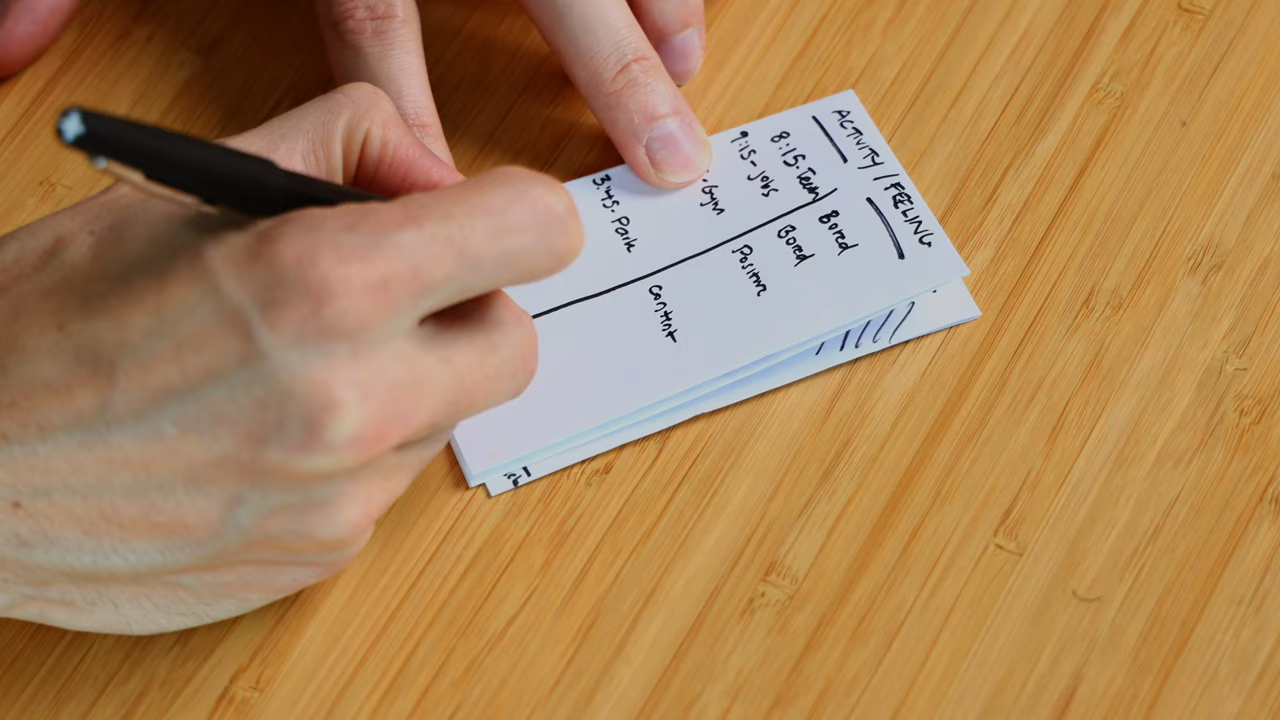 ACTIVITY / FEELING
8:15-Team Bored
9:15-jobs Bored
Gym Positive
3:45-Park Content